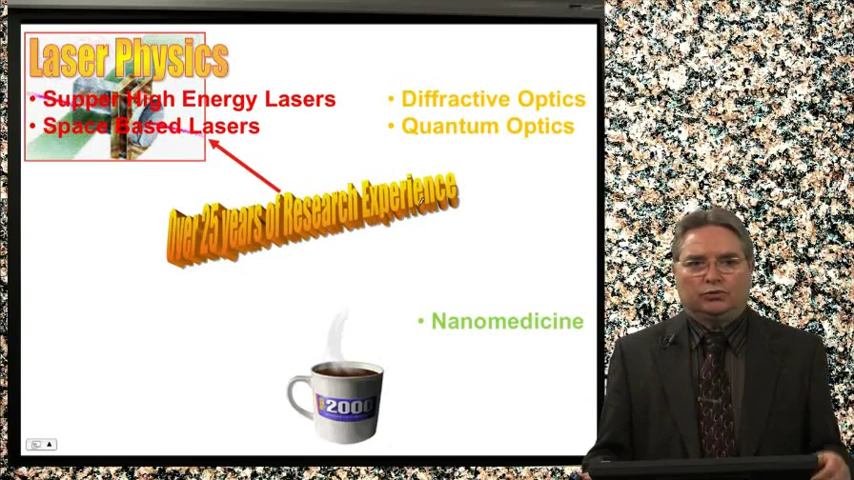 Laser Physics
• Supper High Energy Lasers
• Space Based Lasers
• Diffractive Optics
• Quantum Optics
Over 25 years of Research Experience
• Nanomedicine
2000